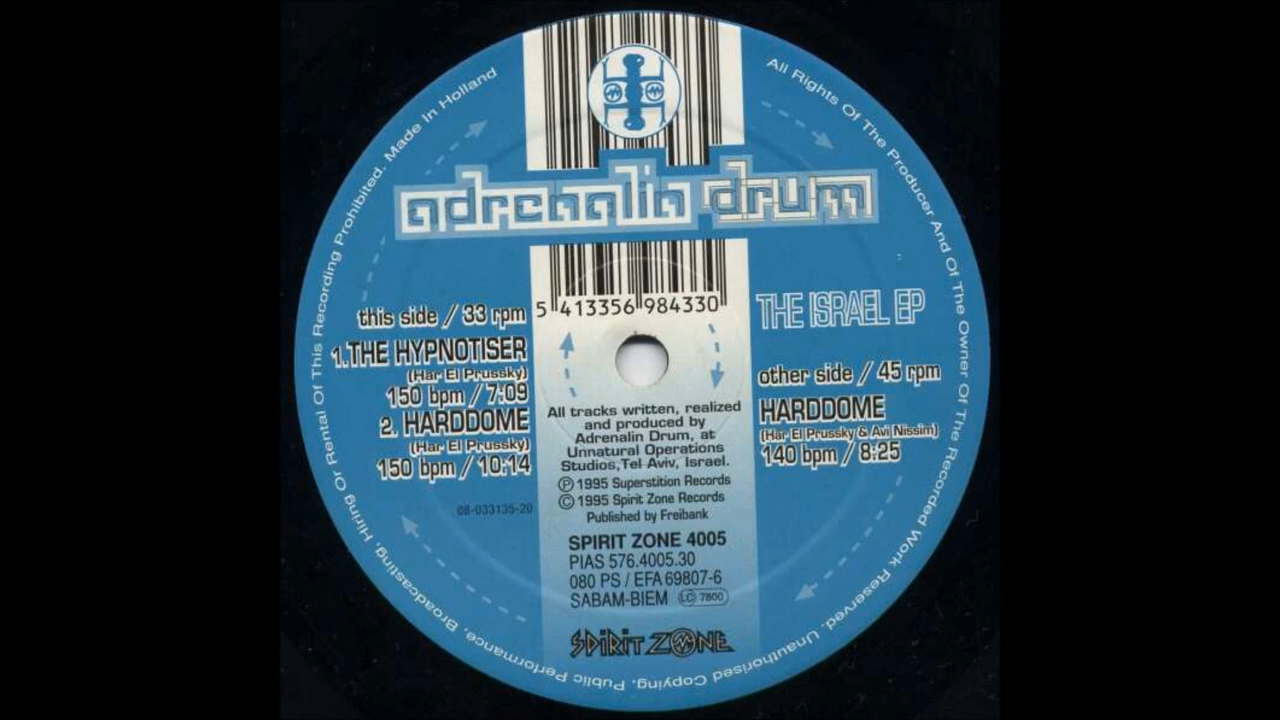 All Rights Of The Producer And Of The Owner Of The Recorded Work Reserved. Unauthorised Copying, Public Performance, Broadcasting, Hiring Or Rental Of This Recording Prohibited. Made In Holland
adrenalin drum
5 413356 984330
THE ISRAEL EP
this side / 33 rpm
1. THE HYPNOTISER
(Har El Prussky)
150 bpm / 7:09
2. HARDDOME
(Har El Prussky)
150 bpm / 10:14
08-033135-20
other side / 45 rpm
HARDDOME
(Har El Prussky & Avi Nissim)
140 bpm / 8:25
All tracks written, realized
and produced by
Adrenalin Drum, at
Unnatural Operations
Studios, Tel Aviv, Israel.
Ⓟ 1995 Superstition Records
© 1995 Spirit Zone Records
Published by Freibank
SPIRIT ZONE 4005
PIAS 576.4005.30
080 PS / EFA 69807-6
SABAM-BIEM LC 7800
SPIRIT ZONE